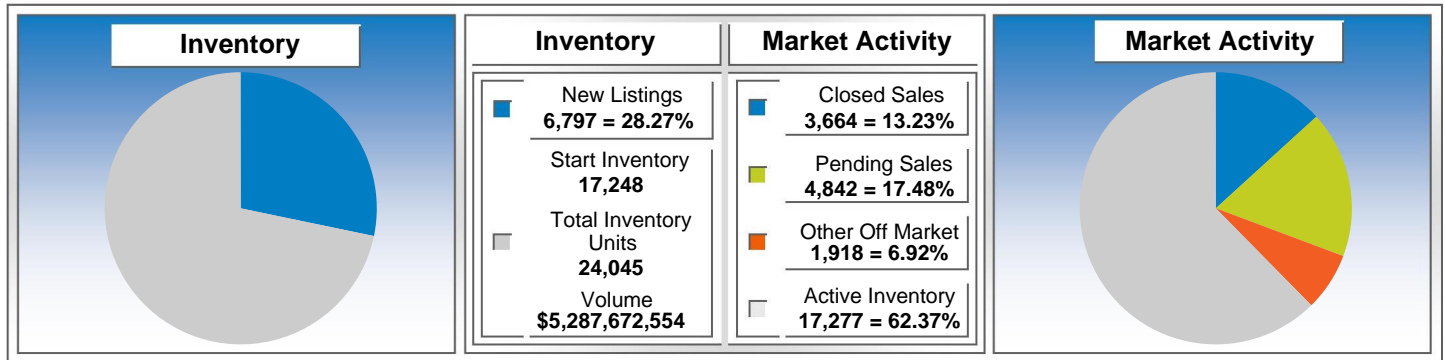 Inventory
Inventory
New Listings
6,797 = 28.27%
Start Inventory
17,248
Total Inventory
Units
24,045
Volume
$5,287,672,554
Market Activity
Closed Sales
3,664 = 13.23%
Pending Sales
4,842 = 17.48%
Other Off Market
1,918 = 6.92%
Active Inventory
17,277 = 62.37%
Market Activity